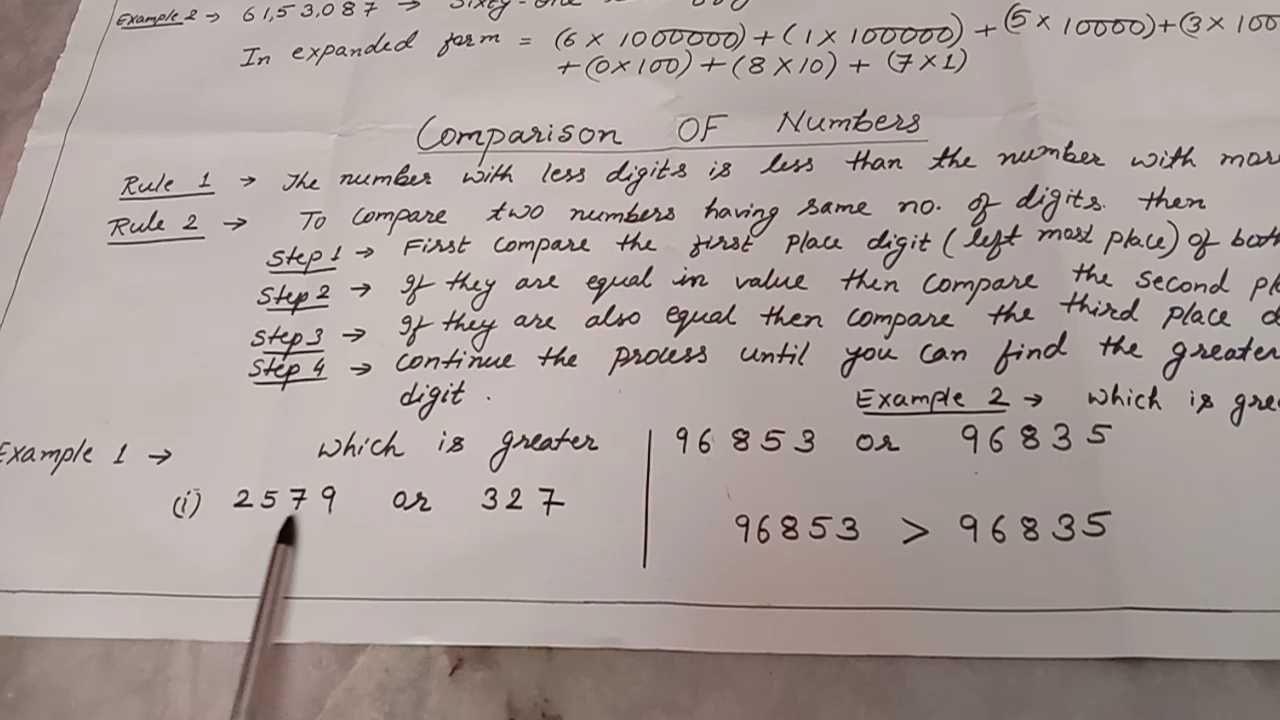 Example 2 → 61,53,087 → Sixty-One
In expanded form = (6 × 1000000) + (1 × 100000) + (5 × 10000) + (3 × 100
+ (0×100) + (8 × 10) + (7 × 1)
Comparison OF Numbers
Rule 1 → The number with less digits is less than the number with mor
Rule 2 → To compare two numbers having same no. of digits. then
Step 1 → First compare the first place digit (left most place) of bot
Step 2 → If they are equal in value then compare the second pl
Step 3 → If they are also equal then compare the third place d
Step 4 → continue the process until you can find the greater
digit.
Example 2 → which is gre
Example 1 → which is greater
96853 or 96835
(i) 2579 or 327
96853 > 96835